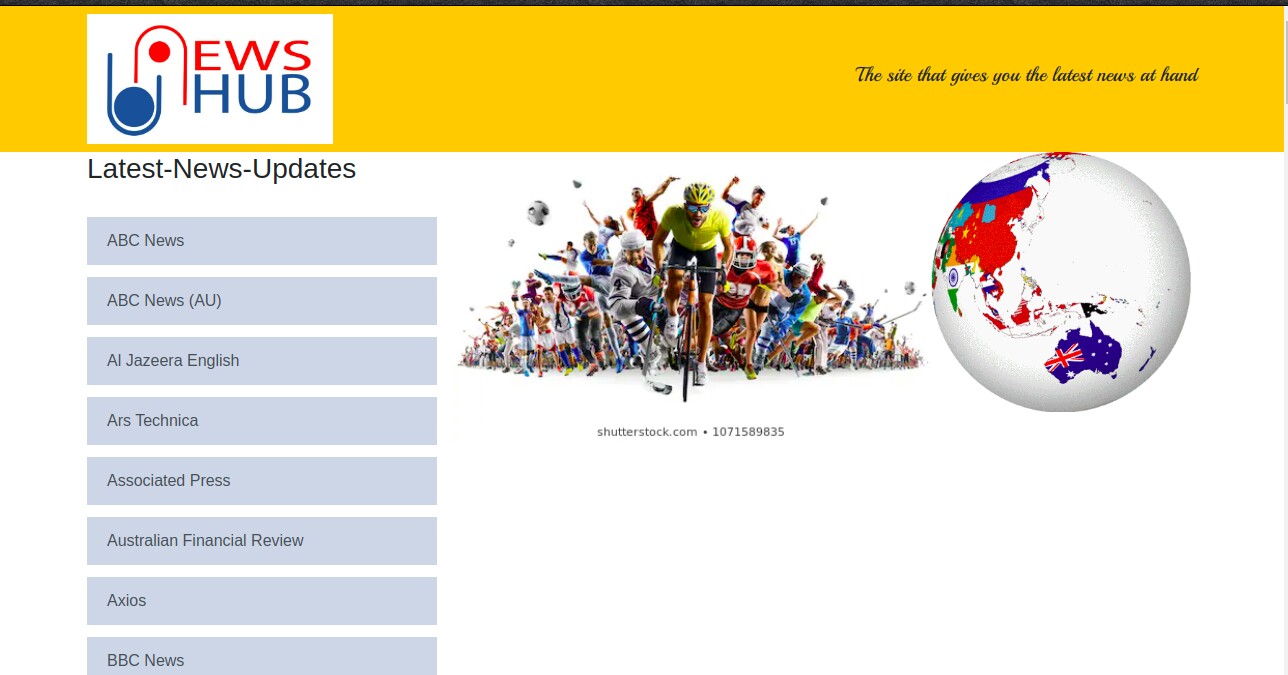 NEWS
HUB
The site that gives you the latest news at hand
Latest-News-Updates
ABC News
ABC News (AU)
Al Jazeera English
Ars Technica
Associated Press
Australian Financial Review
Axios
BBC News
shutterstock.com • 1071589835